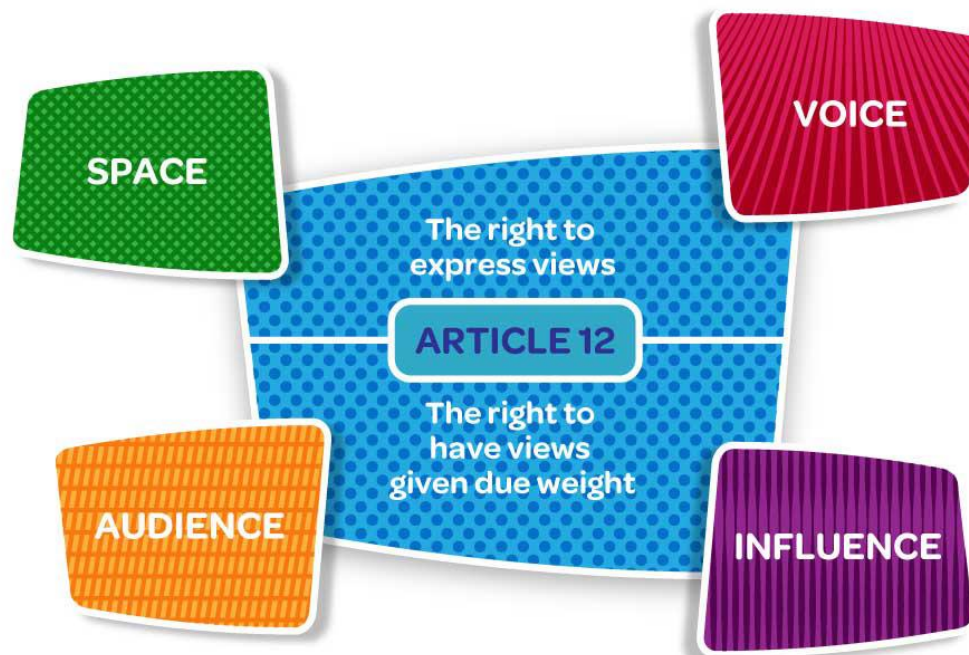 SPACE
VOICE
The right to
express views
ARTICLE 12
The right to
have views
given due weight
AUDIENCE
INFLUENCE